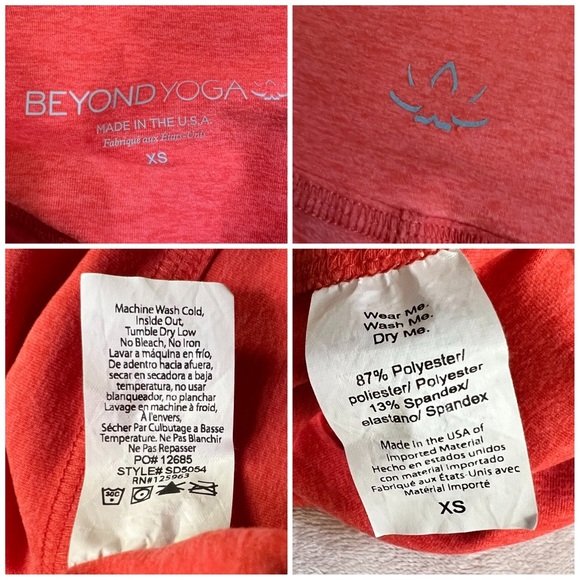 BEYOND YOGA
MADE IN THE U.S.A.
Fabriqué aux États-Unis
XS
Machine Wash Cold,
Inside Out,
Tumble Dry Low
No Bleach, No Iron
Lavar a máquina en frío,
De adentro hacia afuera,
secar en secadora a baja
temperatura, no usar
blanqueador, no planchar
Lavage en machine à froid,
À l'envers,
Sécher Par Culbutage a Basse
Temperature. Ne Pas Blanchir
Ne Pas Repasser
PO# 12685
STYLE# SD5054
RN# 125963
30C
Wear Me.
Wash Me.
Dry Me.
87% Polyester/
poliester/ Polyester
13% Spandex/
elastano/ Spandex
Made in the USA of
Imported Material
Hecho en estados unidos
con material importado
Fabriqué aux États-Unis avec
Matérial Importé
XS